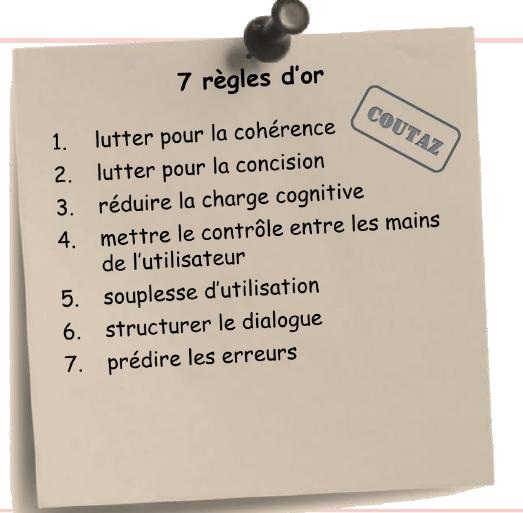 7 règles d'or
COUTAZ
1. lutter pour la cohérence
2. lutter pour la concision
3. réduire la charge cognitive
4. mettre le contrôle entre les mains
de l'utilisateur
5. souplesse d'utilisation
6. structurer le dialogue
7. prédire les erreurs